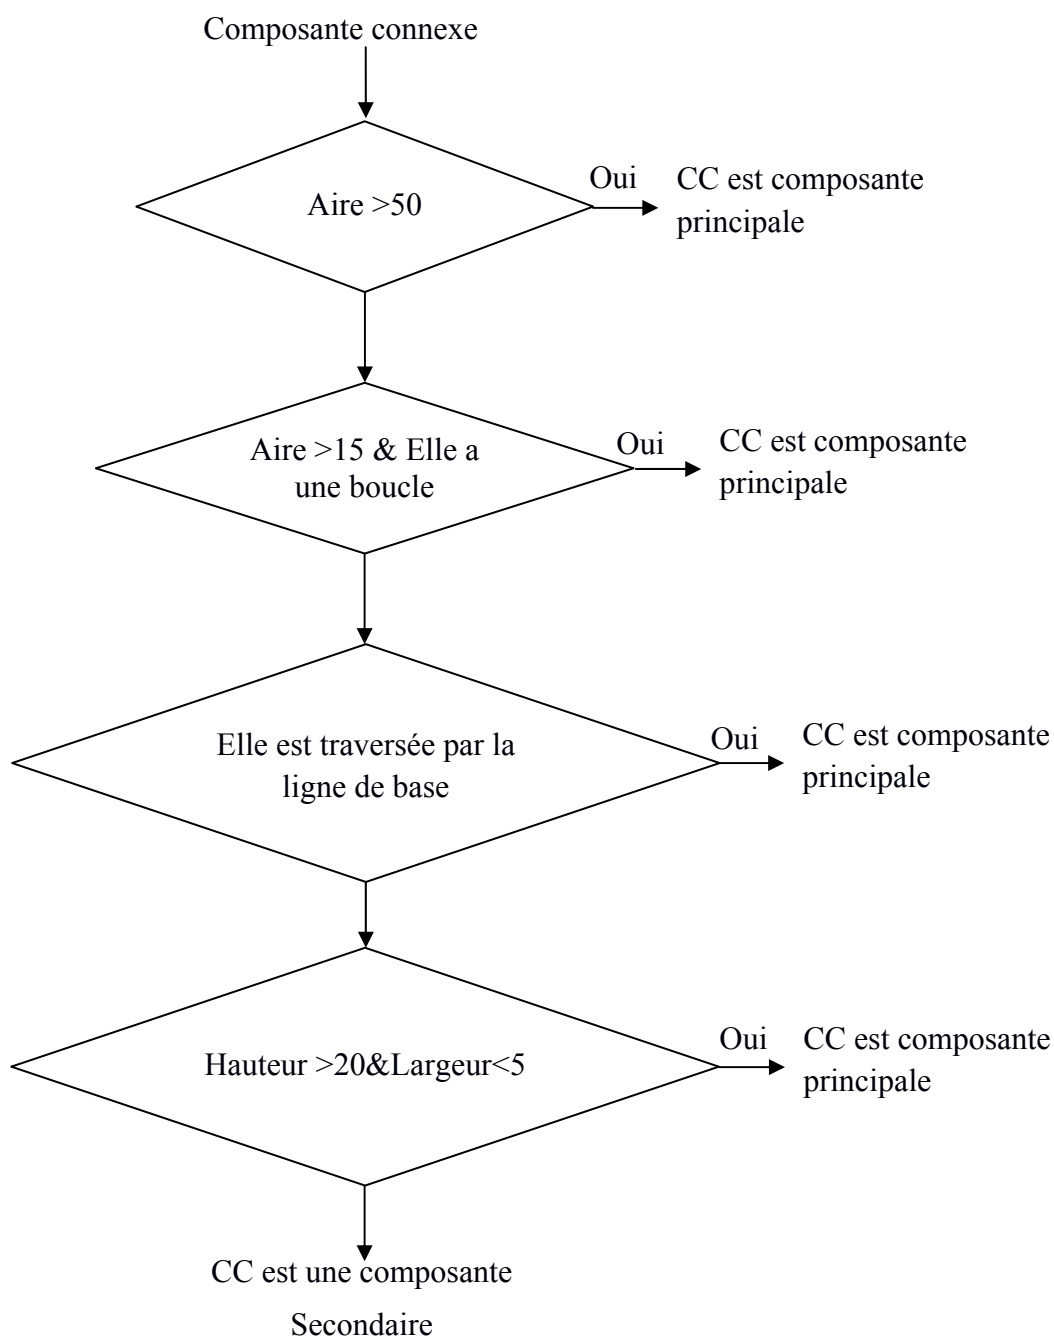 Composante connexe
Aire >50
Oui
CC est composante
principale
Aire >15 & Elle a
une boucle
Oui
CC est composante
principale
Elle est traversée par la
ligne de base
Oui
CC est composante
principale
Hauteur >20&Largeur<5
Oui
CC est composante
principale
CC est une composante
Secondaire